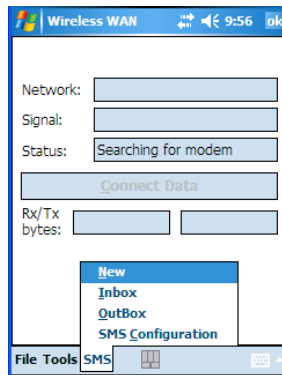 Wireless WAN 9:56 ok
Network:
Signal:
Status: Searching for modem
Connect Data
Rx/Tx
bytes:
New
Inbox
OutBox
SMS Configuration
File Tools SMS